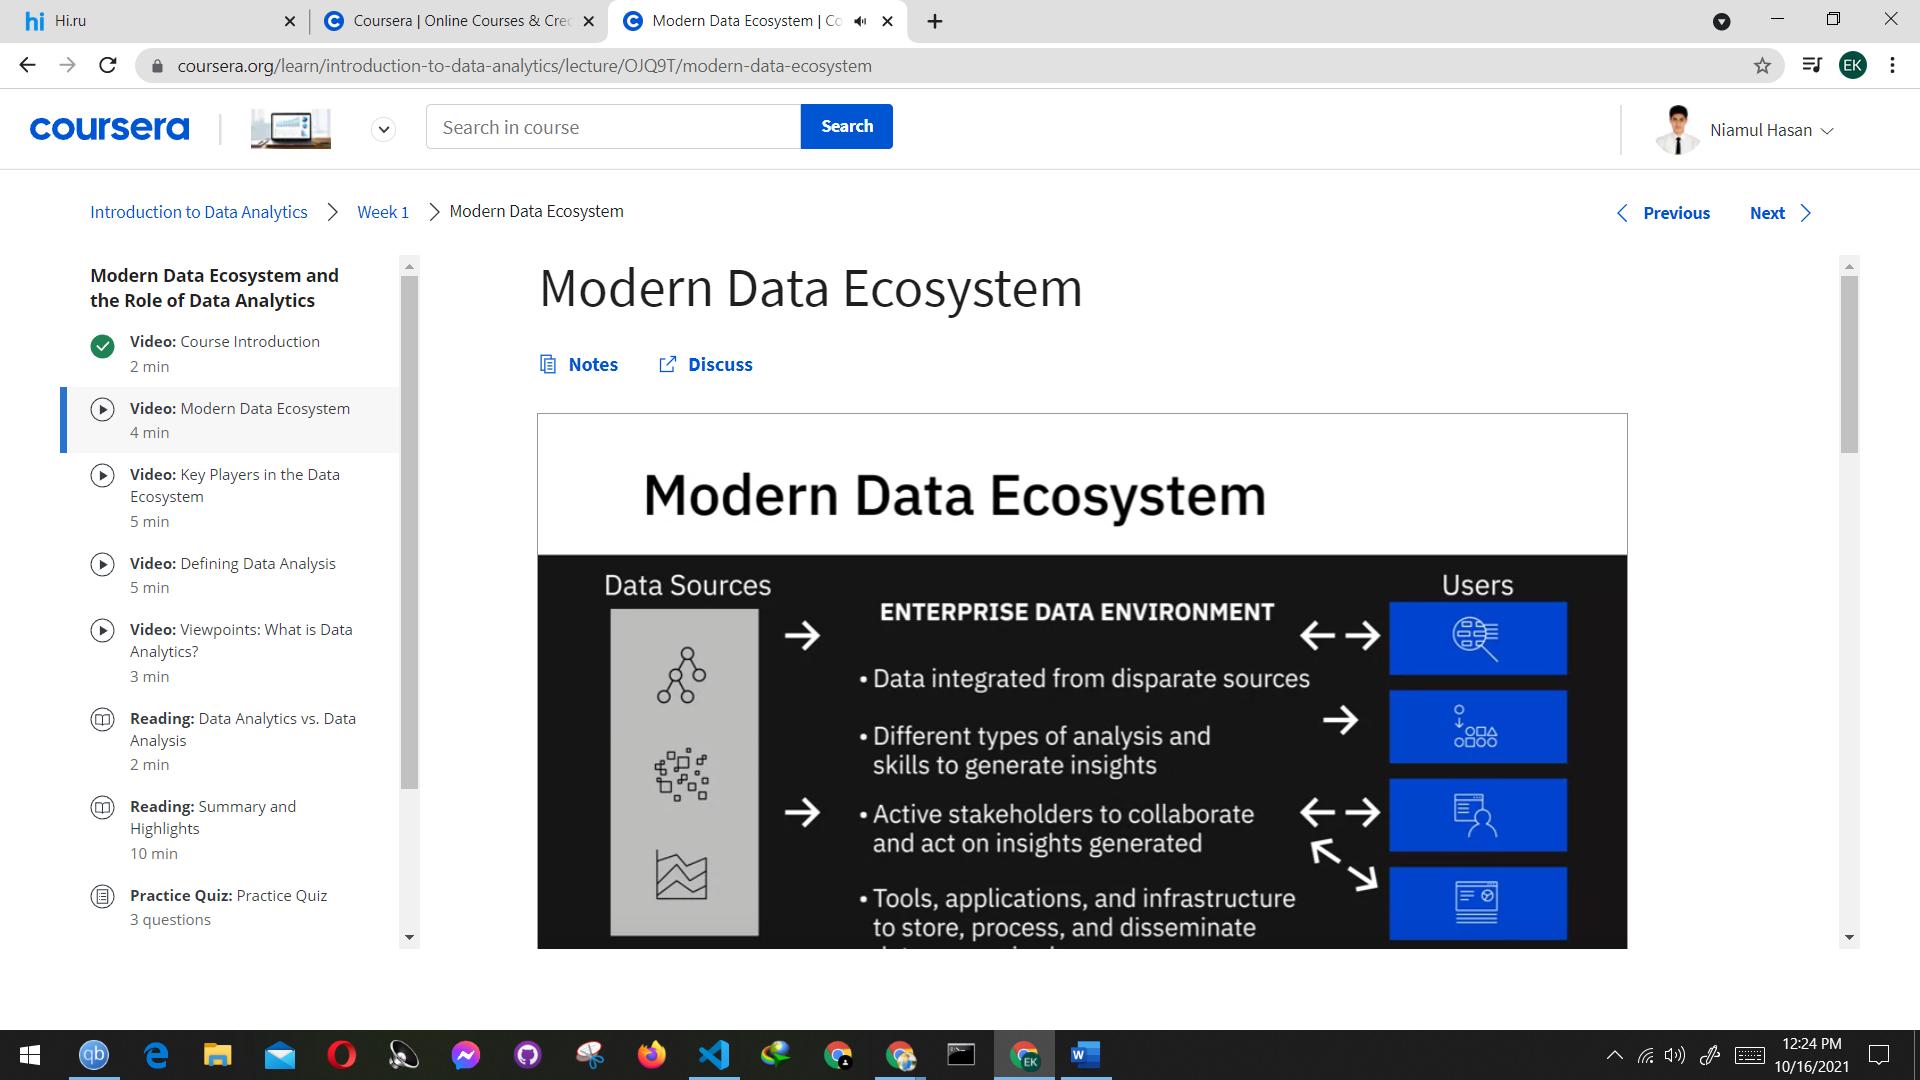 hi Hi.ru
Coursera | Online Courses & Cre
Modern Data Ecosystem | Co
coursera.org/learn/introduction-to-data-analytics/lecture/OJQ9T/modern-data-ecosystem
EK
coursera
Search in course
Search
Niamul Hasan
Introduction to Data Analytics
Week 1
Modern Data Ecosystem
Previous
Next
Modern Data Ecosystem and
the Role of Data Analytics
Video: Course Introduction
2 min
Video: Modern Data Ecosystem
4 min
Video: Key Players in the Data
Ecosystem
5 min
Video: Defining Data Analysis
5 min
Video: Viewpoints: What is Data
Analytics?
3 min
Reading: Data Analytics vs. Data
Analysis
2 min
Reading: Summary and
Highlights
10 min
Practice Quiz: Practice Quiz
3 questions
Modern Data Ecosystem
Notes
Discuss
Modern Data Ecosystem
Data Sources
ENTERPRISE DATA ENVIRONMENT
• Data integrated from disparate sources
• Different types of analysis and
skills to generate insights
• Active stakeholders to collaborate
and act on insights generated
• Tools, applications, and infrastructure
to store, process, and disseminate
Users
qb
EK
W
12:24 PM
10/16/2021